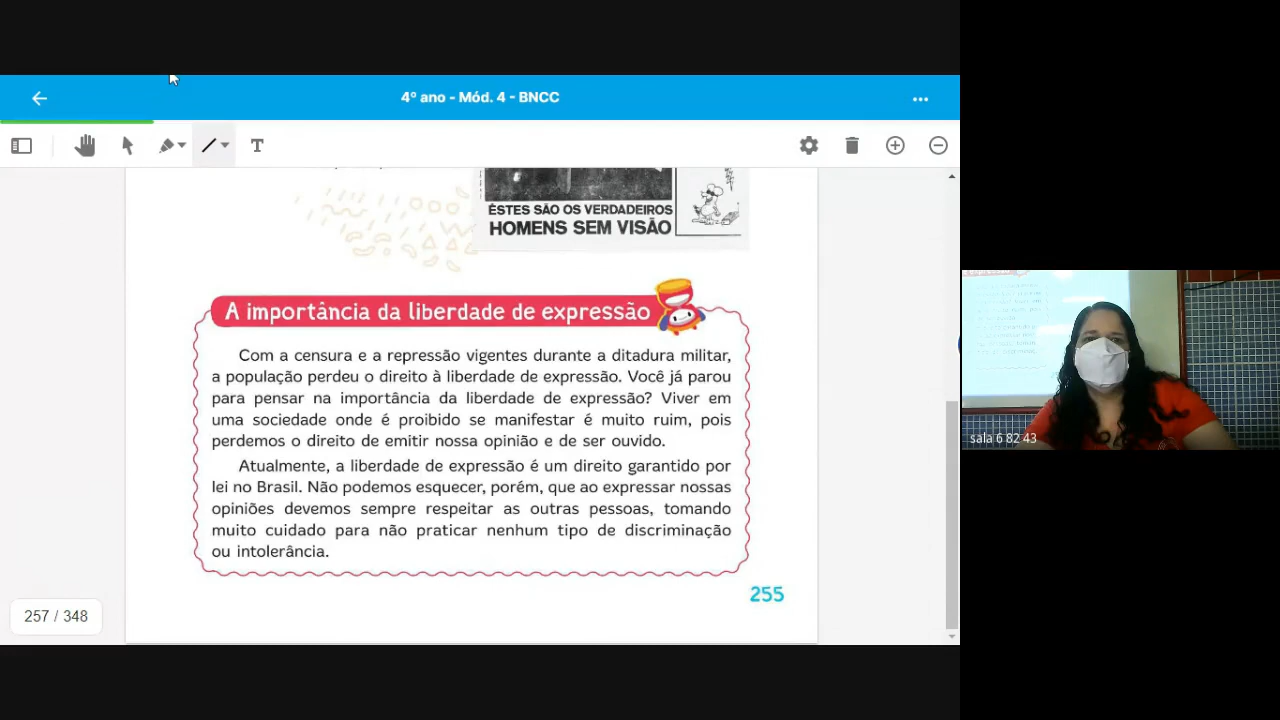 4º ano - Mód. 4 - BNCC
T
ÊSTES SÃO OS VERDADEIROS
HOMENS SEM VISÃO
A importância da liberdade de expressão
Com a censura e a repressão vigentes durante a ditadura militar,
a população perdeu o direito à liberdade de expressão. Você já parou
para pensar na importância da liberdade de expressão? Viver em
uma sociedade onde é proibido se manifestar é muito ruim, pois
perdemos o direito de emitir nossa opinião e de ser ouvido.
Atualmente, a liberdade de expressão é um direito garantido por
lei no Brasil. Não podemos esquecer, porém, que ao expressar nossas
opiniões devemos sempre respeitar as outras pessoas, tomando
muito cuidado para não praticar nenhum tipo de discriminação
ou intolerância.
255
257 / 348
sala 6 82 43